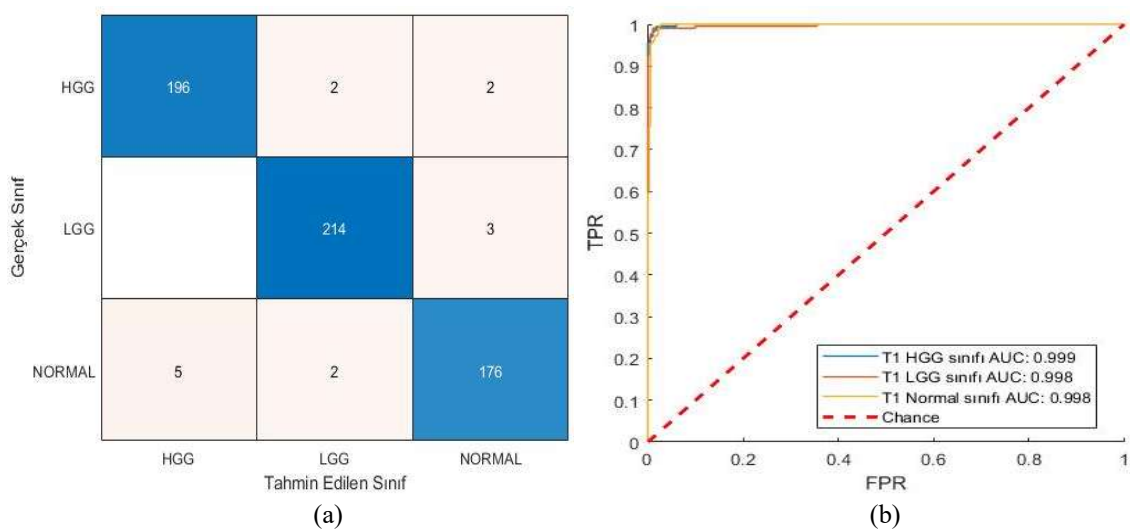 Gerçek Sınıf
HGG
196
2
2
LGG
214
3
NORMAL
5
2
176
HGG
LGG
NORMAL
Tahmin Edilen Sınıf
(a)
TPR
1
0.9
0.8
0.7
0.6
0.5
0.4
0.3
0.2
0.1
0
T1 HGG sınıfı AUC: 0.999
T1 LGG sınıfı AUC: 0.998
T1 Normal sınıfı AUC: 0.998
Chance
0
0.2
0.4
0.6
0.8
1
FPR
(b)